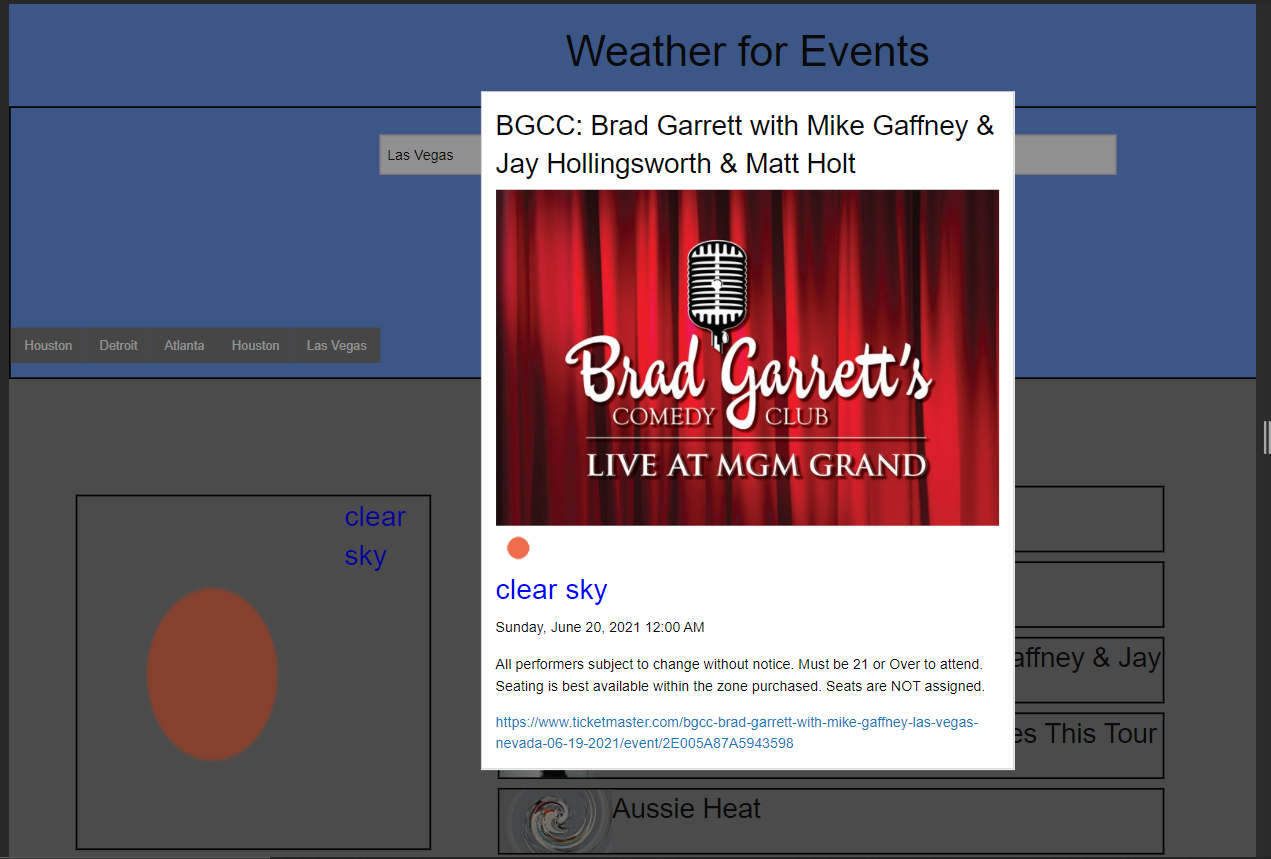 Weather for Events
Las Vegas
BGCC: Brad Garrett with Mike Gaffney &
Jay Hollingsworth & Matt Holt
Brad Garrett's
COMEDY CLUB
LIVE AT MGM GRAND
Houston Detroit Atlanta Houston Las Vegas
clear
sky
clear sky
Sunday, June 20, 2021 12:00 AM
All performers subject to change without notice. Must be 21 or Over to attend.
Seating is best available within the zone purchased. Seats are NOT assigned.
https://www.ticketmaster.com/bgcc-brad-garrett-with-mike-gaffney-las-vegas-
nevada-06-19-2021/event/2E005A87A5943598
& Jay
This Tour
Aussie Heat